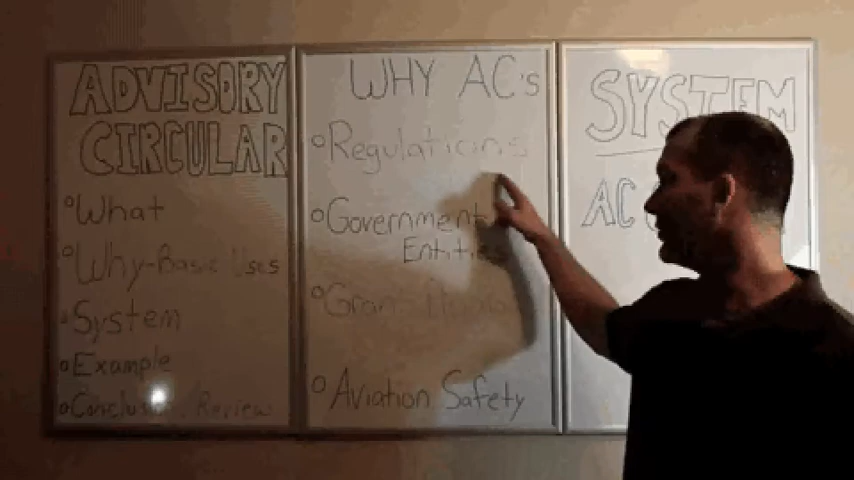 ADVISORY
CIRCULAR
What
Why-Basic Uses
System
Example
Review
WHY AC's
Regulations
Government
Entities
Aviation Safety
SYSTEM
AC